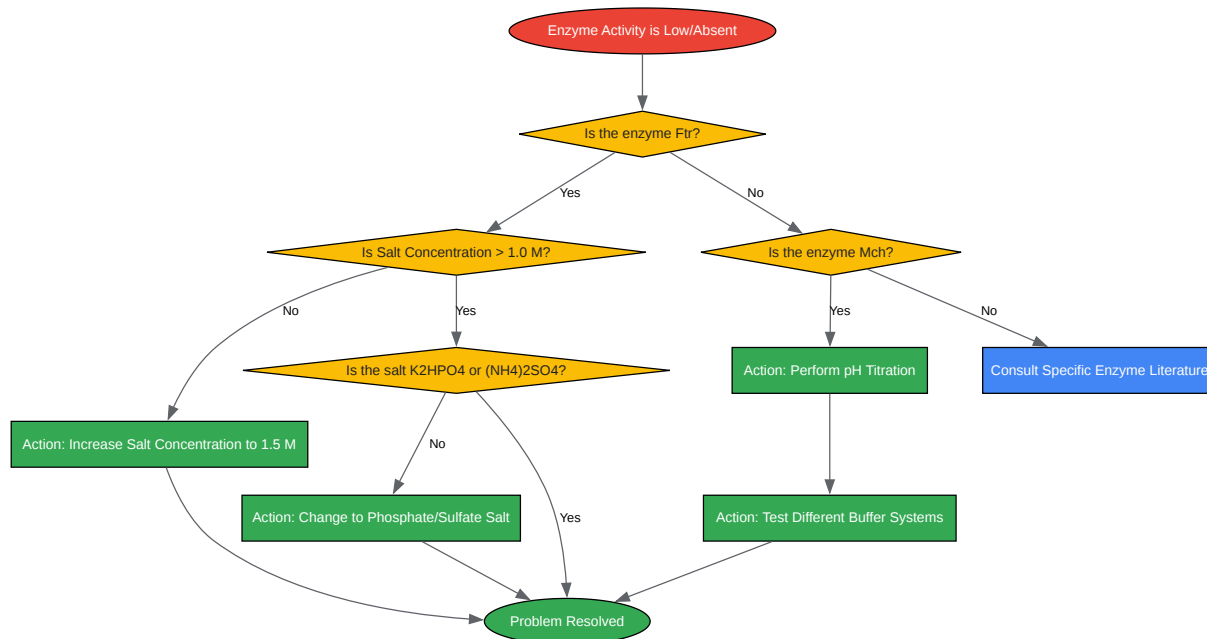 Enzyme Activity is Low/Absent
Is the enzyme Ftr?
Yes
No
Is Salt Concentration > 1.0 M?
Is the enzyme Mch?
No
Yes
Yes
No
Is the salt K2HPO4 or (NH4)2SO4?
Action: Perform pH Titration
Consult Specific Enzyme Literature
Action: Increase Salt Concentration to 1.5 M
No
Yes
Action: Change to Phosphate/Sulfate Salt
Action: Test Different Buffer Systems
Problem Resolved